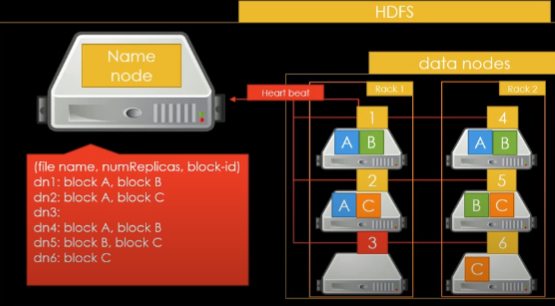 HDFS
Name
node
data nodes
Heart beat
Rack 1
Rack 2
1
4
A B
A B
2
5
A C
B C
3
6
C
(file name, numReplicas, block-id)
dn1: block A, block B
dn2: block A, block C
dn3:
dn4: block A, block B
dn5: block B, block C
dn6: block C